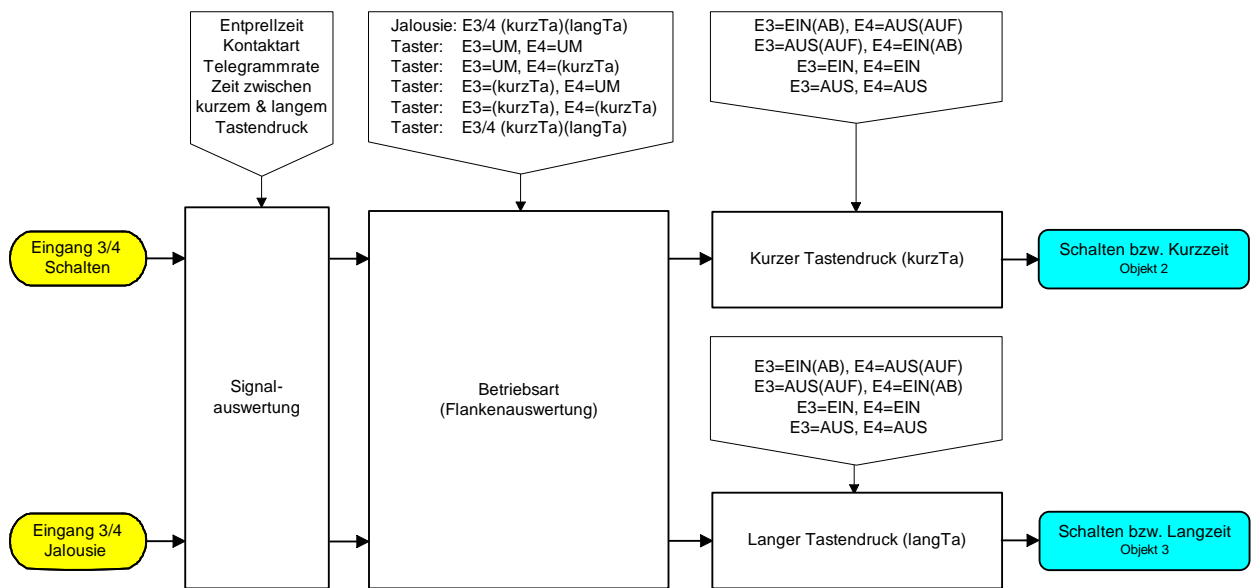 Entprellzeit
Kontaktart
Telegrammrate
Zeit zwischen
kurzem & langem
Tastendruck
Jalousie: E3/4 (kurzTa)(langTa)
Taster: E3=UM, E4=UM
Taster: E3=UM, E4=(kurzTa)
Taster: E3=(kurzTa), E4=UM
Taster: E3=(kurzTa), E4=(kurzTa)
Taster: E3/4 (kurzTa)(langTa)
E3=EIN(AB), E4=AUS(AUF)
E3=AUS(AUF), E4=EIN(AB)
E3=EIN, E4=EIN
E3=AUS, E4=AUS
Eingang 3/4
Schalten
Kurzer Tastendruck (kurzTa)
Schalten bzw. Kurzzeit
Objekt 2
Signal-
auswertung
Betriebsart
(Flankenauswertung)
E3=EIN(AB), E4=AUS(AUF)
E3=AUS(AUF), E4=EIN(AB)
E3=EIN, E4=EIN
E3=AUS, E4=AUS
Eingang 3/4
Jalousie
Langer Tastendruck (langTa)
Schalten bzw. Langzeit
Objekt 3